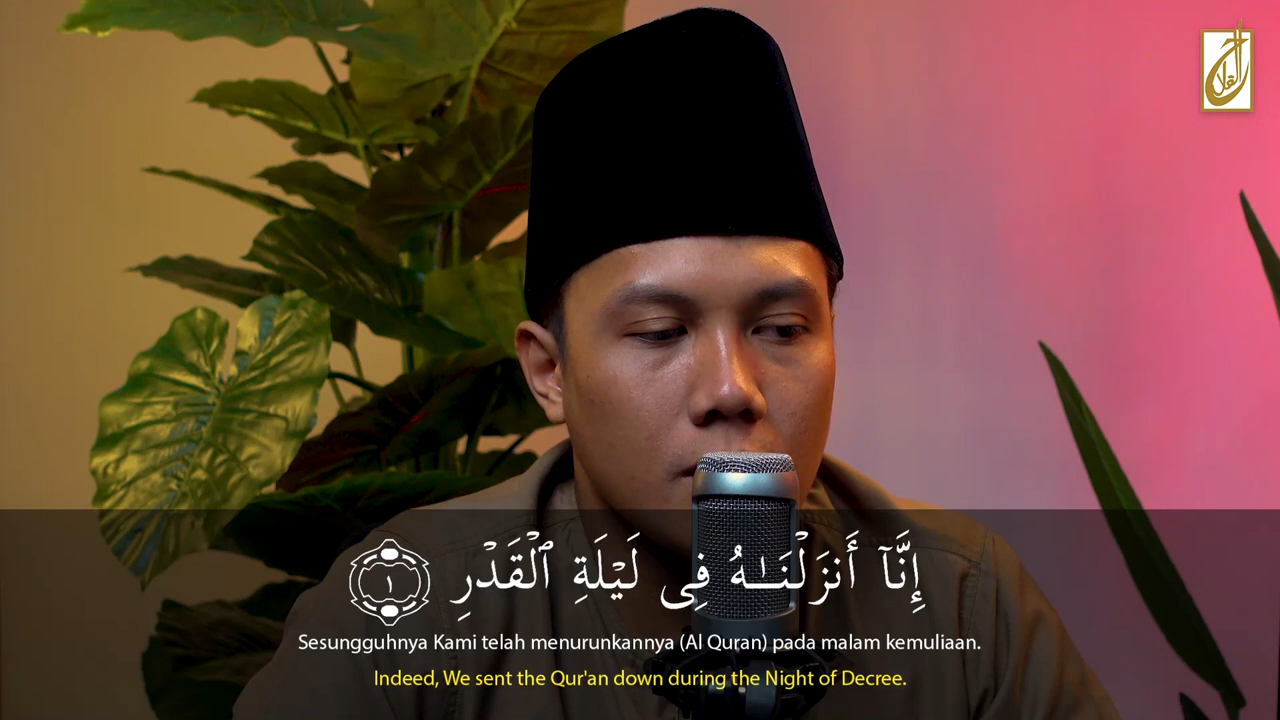 إِنَّآ أَنزَلْنَـٰهُ فِى لَيْلَةِ ٱلْقَدْرِ ١
Sesungguhnya Kami telah menurunkannya (Al Quran) pada malam kemuliaan.
Indeed, We sent the Qur'an down during the Night of Decree.